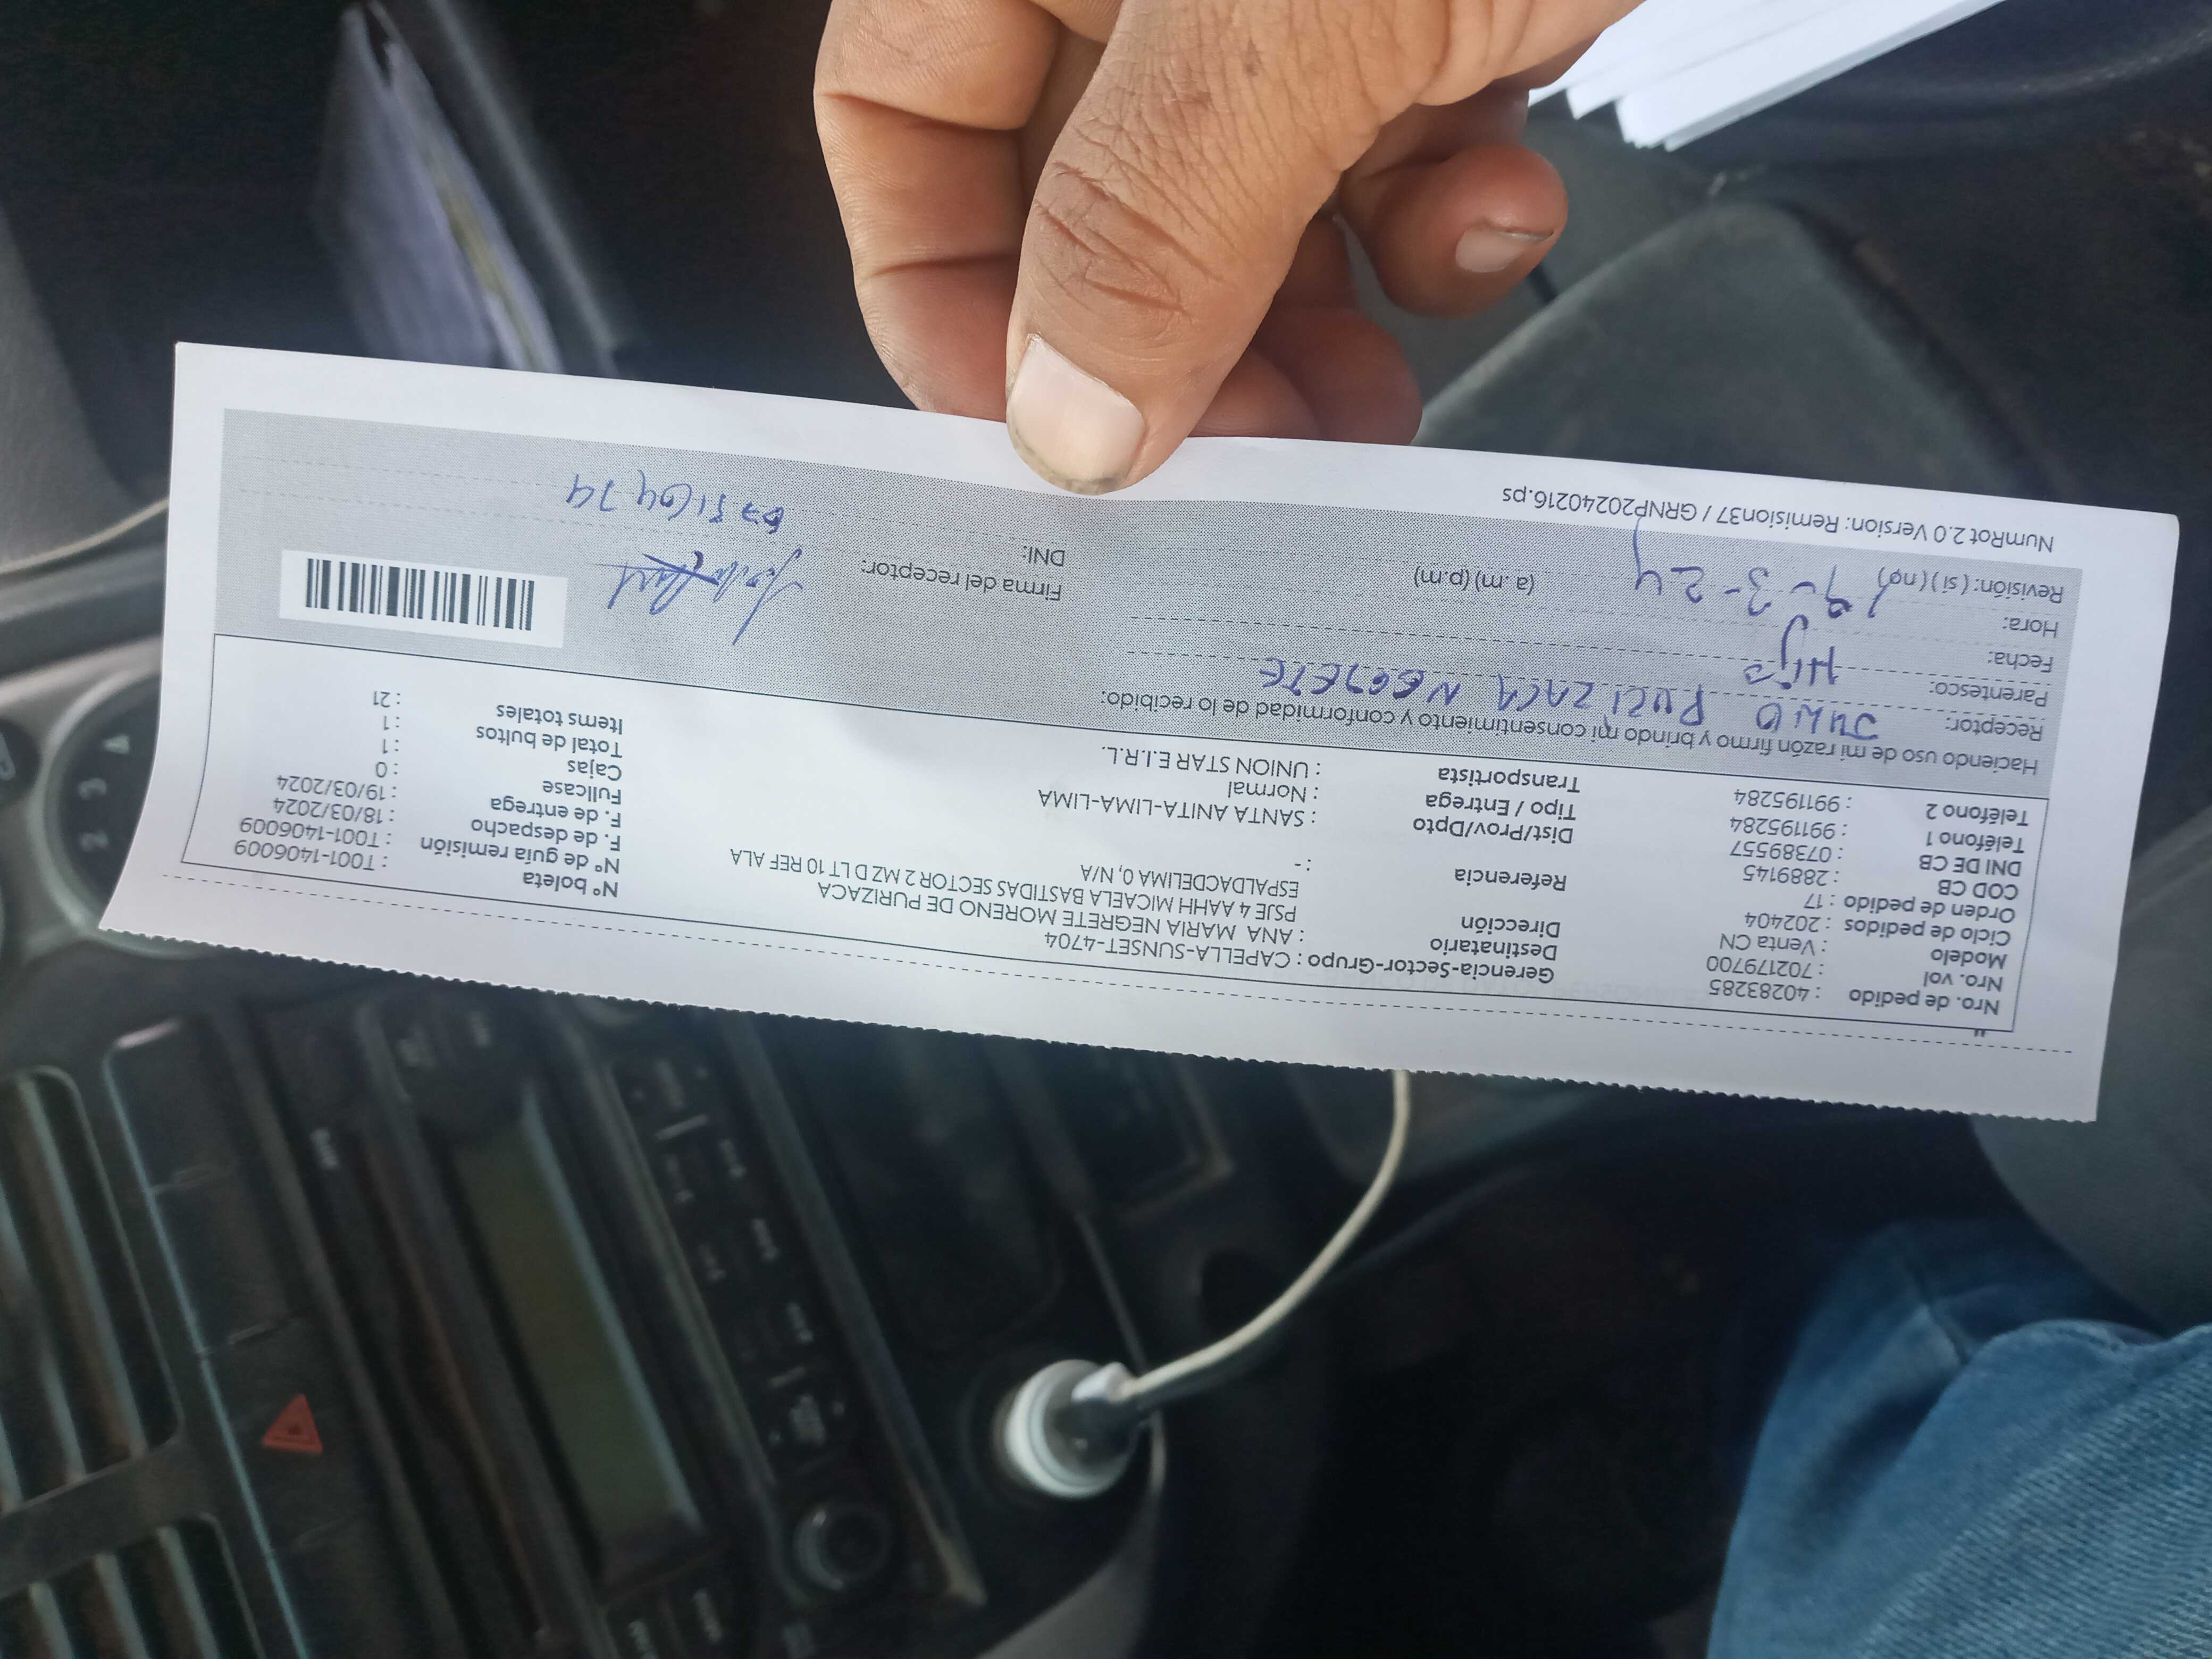 Nro. de pedido : 40283285
Nro. vol : 702179700
Modelo : Venta CN
Ciclo de pedidos : 202404
Orden de pedido : 17
COD CB : 2889145
DNI DE CB : 07389557
Teléfono 1 : 991195284
Teléfono 2 : 991195284
Gerencia-Sector-Grupo : CAPELLA-SUNSET-4704
Destinatario : ANA MARIA NEGRETE MORENO DE PURIZACA
Dirección PSJE 4 AAHH MICAELA BASTIDAS SECTOR 2 MZ D LT 10 REF ALA
ESPALDACDELIMA 0, N/A
Referencia : -
Dist/Prov/Dpto : SANTA ANITA-LIMA-LIMA
Tipo / Entrega : Normal
Transportista : UNION STAR E.I.R.L.
N° boleta : T001-1406009
N° de guía remisión : T001-1406009
F. de despacho : 18/03/2024
F. de entrega : 19/03/2024
Fullcase : 0
Cajas : 1
Total de bultos : 1
Items totales : 21
Haciendo uso de mi razón firmo y brindo mi consentimiento y conformidad de lo recibido:
Receptor: JULIO PURIZACA NEGRETE
Parentesco: Hijo
Fecha: 19-3-24
Hora: (a. m.) (p.m)
Revisión: ( si ) ( no )
Firma del receptor:
DNI:
NumRot 2.0 Version: Remision37 / GRNP20240216.ps